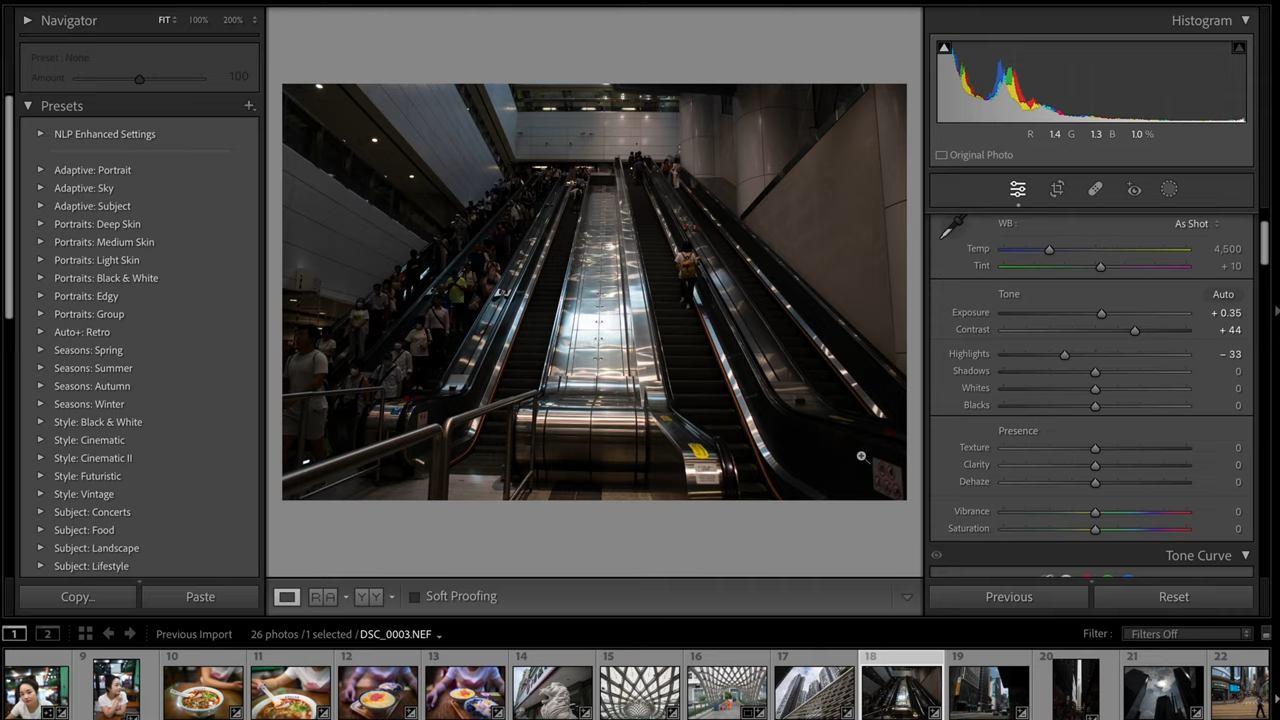 Navigator FIT 100% 200%
Preset : None
Amount 100
Presets +
NLP Enhanced Settings
Adaptive: Portrait
Adaptive: Sky
Adaptive: Subject
Portraits: Deep Skin
Portraits: Medium Skin
Portraits: Light Skin
Portraits: Black & White
Portraits: Edgy
Portraits: Group
Auto+: Retro
Seasons: Spring
Seasons: Summer
Seasons: Autumn
Seasons: Winter
Style: Black & White
Style: Cinematic
Style: Cinematic II
Style: Futuristic
Style: Vintage
Subject: Concerts
Subject: Food
Subject: Landscape
Subject: Lifestyle
Copy... Paste
R A Y Y Soft Proofing
Histogram
R 1.4 G 1.3 B 1.0 %
Original Photo
WB: As Shot
Temp 4,500
Tint + 10
Tone Auto
Exposure + 0.35
Contrast + 44
Highlights − 33
Shadows 0
Whites 0
Blacks 0
Presence
Texture 0
Clarity 0
Dehaze 0
Vibrance 0
Saturation 0
Tone Curve
Previous Reset
1 2 Previous Import 26 photos / 1 selected / DSC_0003.NEF Filter : Filters Off
9 10 11 12 13 14 15 16 17 18 19 20 21 22